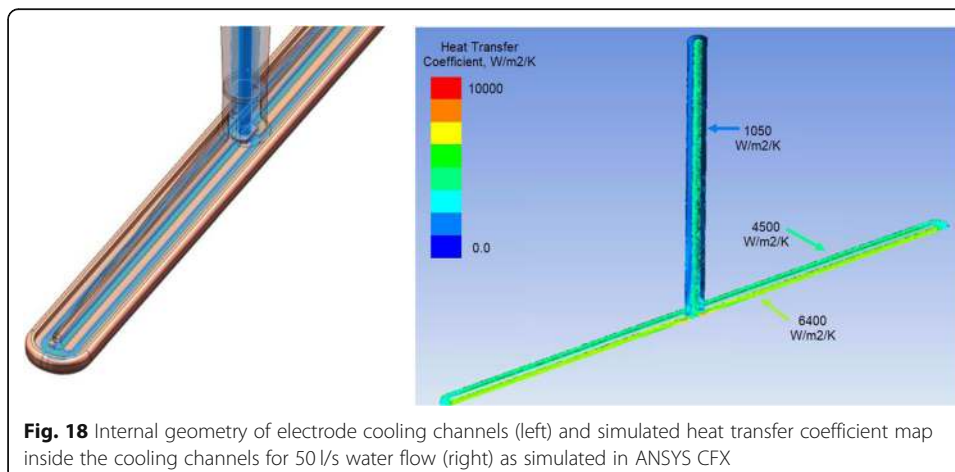 Heat Transfer
Coefficient, W/m2/K
10000
0.0
1050
W/m2/K
4500
W/m2/K
6400
W/m2/K
Fig. 18 Internal geometry of electrode cooling channels (left) and simulated heat transfer coefficient map
inside the cooling channels for 50 l/s water flow (right) as simulated in ANSYS CFX